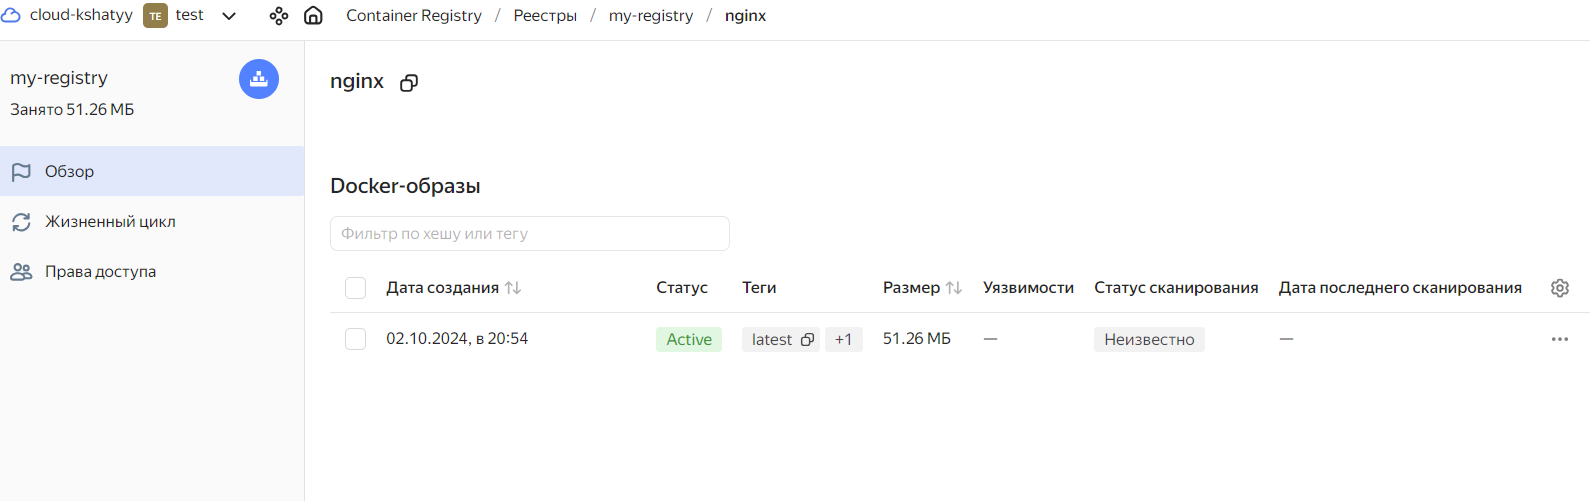 cloud-kshatyy TE test Container Registry / Реестры / my-registry / nginx
my-registry
Занято 51.26 МБ
Обзор
Жизненный цикл
Права доступа
nginx
Docker-образы
Фильтр по хешу или тегу
Дата создания Статус Теги Размер Уязвимости Статус сканирования Дата последнего сканирования
02.10.2024, в 20:54 Active latest +1 51.26 МБ — Неизвестно —